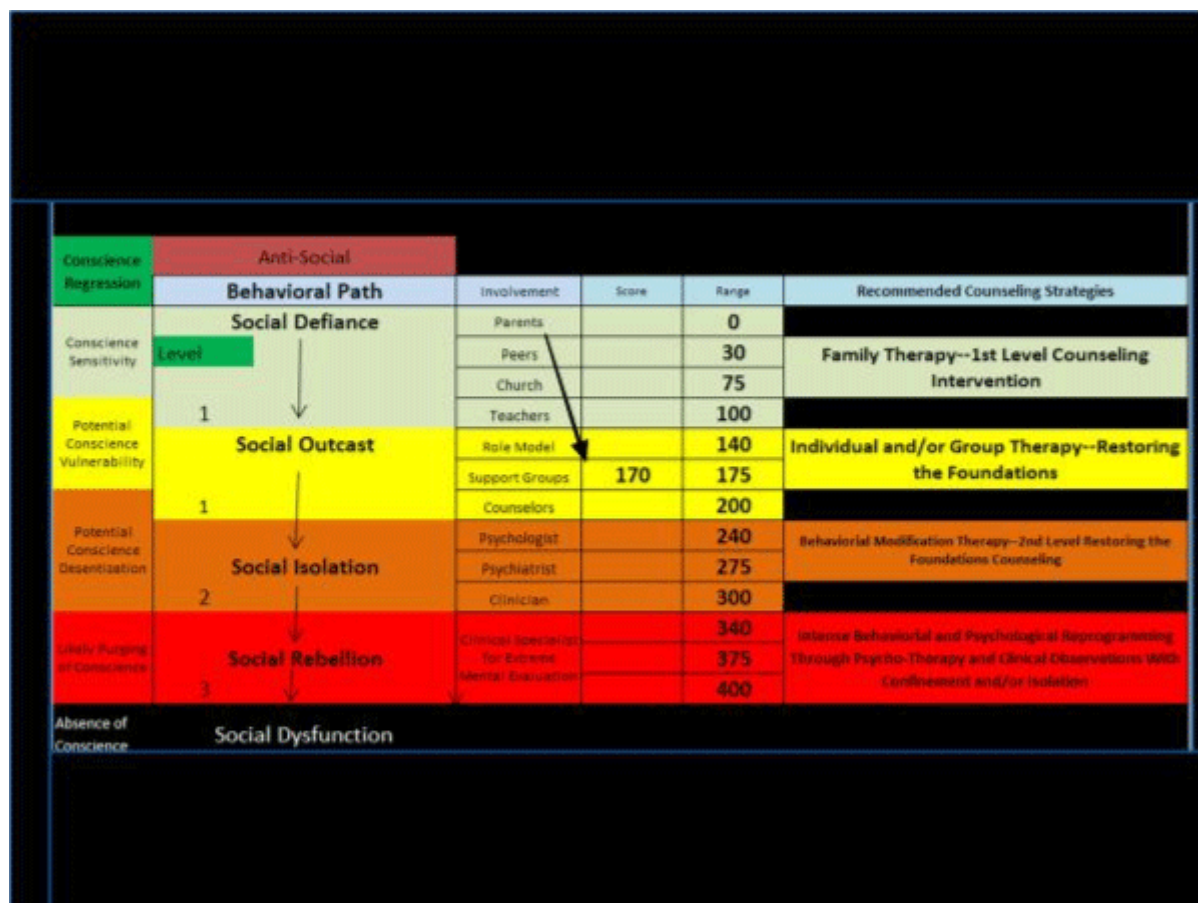 Conscience
Regression
Anti-Social
Behavioral Path
Involvement
Score
Range
Recommended Counseling Strategies
Conscience
Sensitivity
Social Defiance
Level
1
Parents
0
Peers
30
Church
75
Teachers
100
Family Therapy--1st Level Counseling
Intervention
Potential
Conscience
Vulnerability
Social Outcast
1
Role Model
140
Support Groups
170
175
Counselors
200
Individual and/or Group Therapy--Restoring
the Foundations
Potential
Conscience
Desentization
Social Isolation
2
Psychologist
240
Psychiatrist
275
Clinician
300
Behaviorial Modification Therapy--2nd Level Restoring the
Foundations Counseling
Likely Purging
of Conscience
Social Rebellion
3
Clinical Specialist
for Extreme
Mental Evaluation
340
375
400
Intense Behaviorial and Psychological Reprogramming
Through Psycho-Therapy and Clinical Observations With
Confinement and/or Isolation
Absence of
Conscience
Social Dysfunction